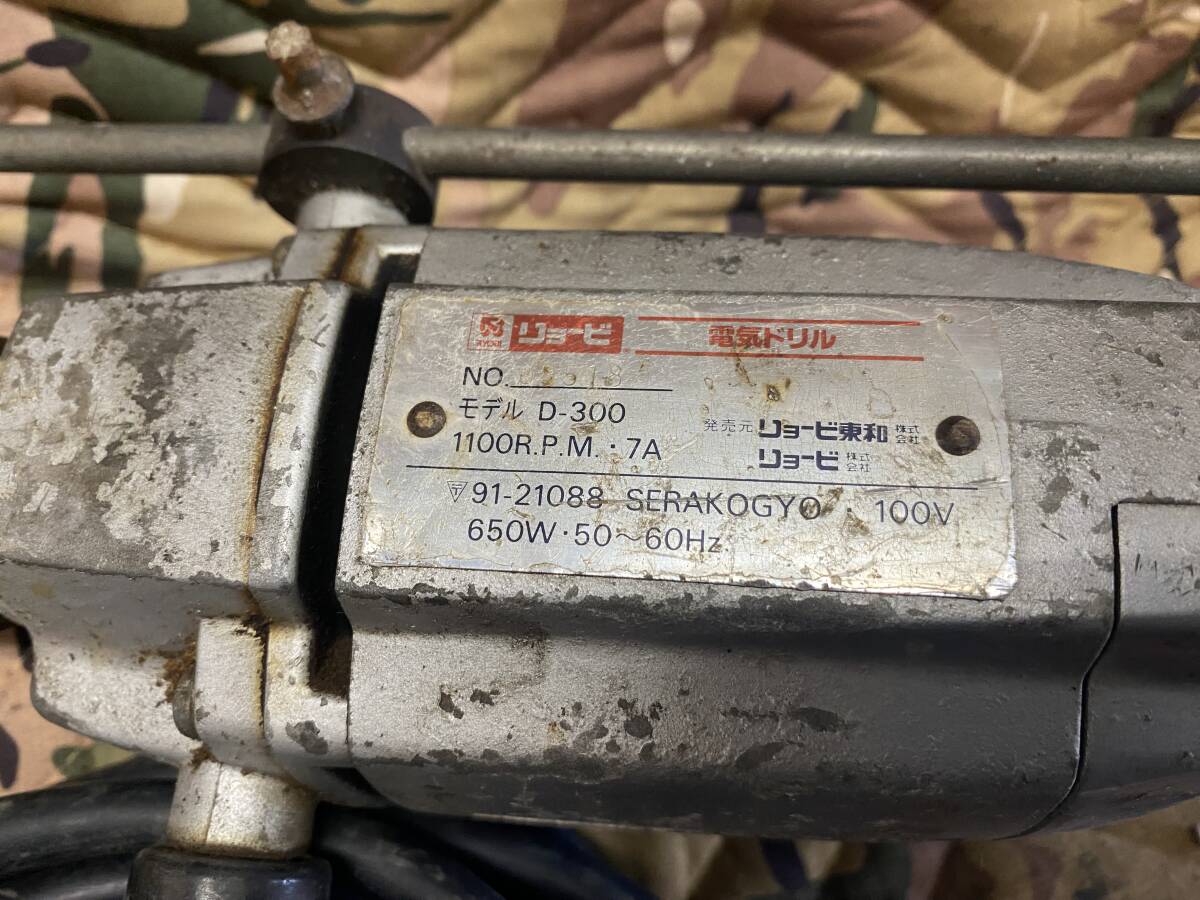 RYOBI リョービ 電気ドリル
NO.
モデル D-300
1100R.P.M.・7A
発売元 リョービ東和 株式会社
リョービ 株式会社
〒91-21088 SERAKOGYO・100V
650W・50～60Hz